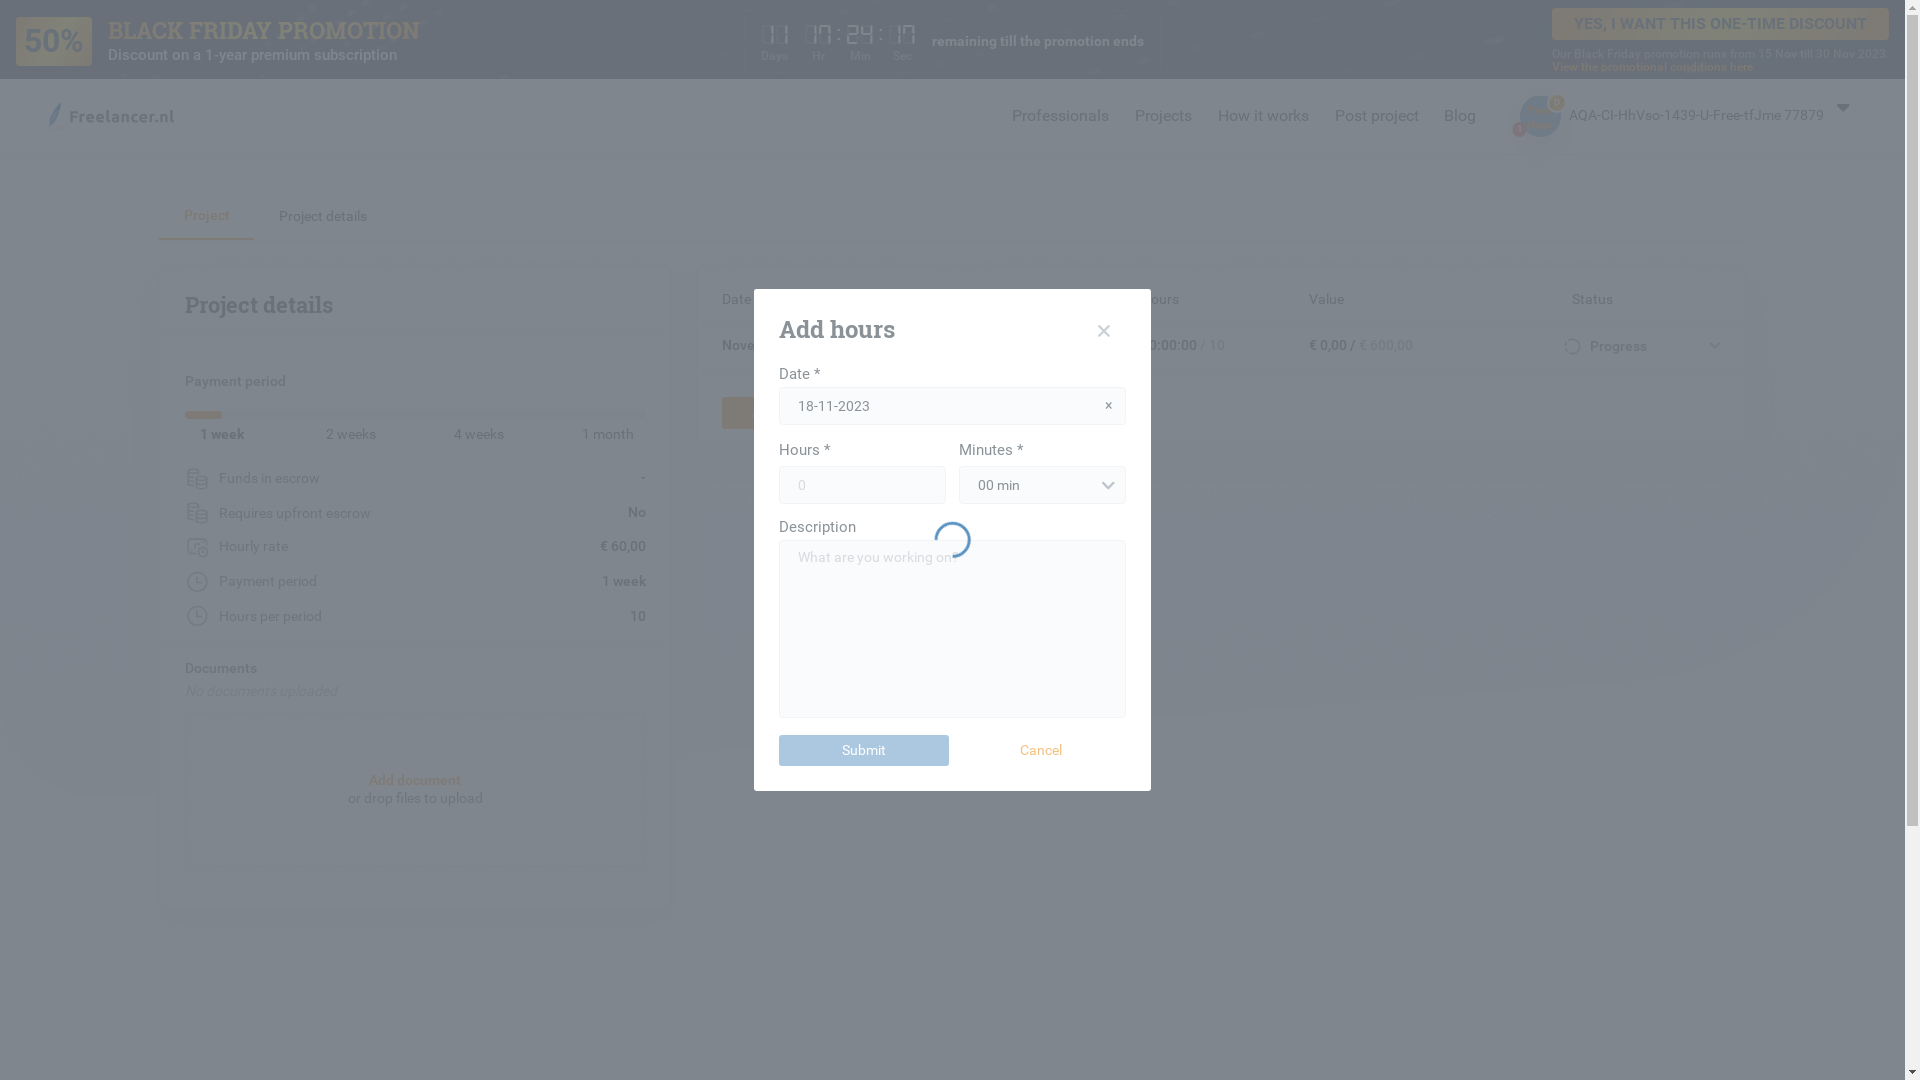 50%
BLACK FRIDAY PROMOTION
Discount on a 1-year premium subscription
11 17 : 24 : 17
Days Hr Min Sec
remaining till the promotion ends
YES, I WANT THIS ONE-TIME DISCOUNT
Our Black Friday promotion runs from 15 Nov till 30 Nov 2023.
View the promotional conditions here
Freelancer.nl
Professionals
Projects
How it works
Post project
Blog
0
1
AQA-CI-HhVso-1439-U-Free-tfJme 77879
Project
Project details
Project details
Payment period
1 week
2 weeks
4 weeks
1 month
Funds in escrow -
Requires upfront escrow No
Hourly rate € 60,00
Payment period 1 week
Hours per period 10
Documents
No documents uploaded
Add document
or drop files to upload
Date
ours
Value
Status
Nove
0:00:00 / 10
€ 0,00 / € 600,00
Progress
Add hours
×
Date *
18-11-2023
×
Hours *
Minutes *
0
00 min
Description
What are you working on?
Submit
Cancel